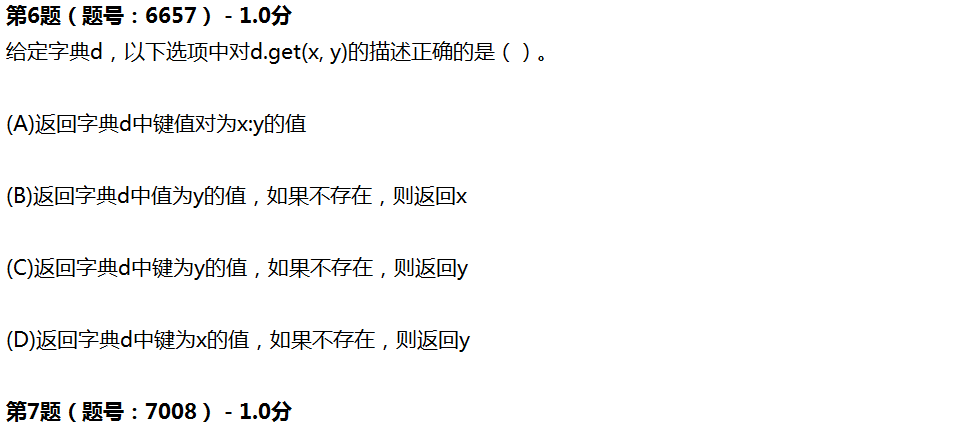 第6题（题号：6657） - 1.0分
给定字典d，以下选项中对d.get(x, y)的描述正确的是（ ）。
(A)返回字典d中键值对为x:y的值
(B)返回字典d中值为y的值，如果不存在，则返回x
(C)返回字典d中键为y的值，如果不存在，则返回y
(D)返回字典d中键为x的值，如果不存在，则返回y
第7题（题号：7008） - 1.0分